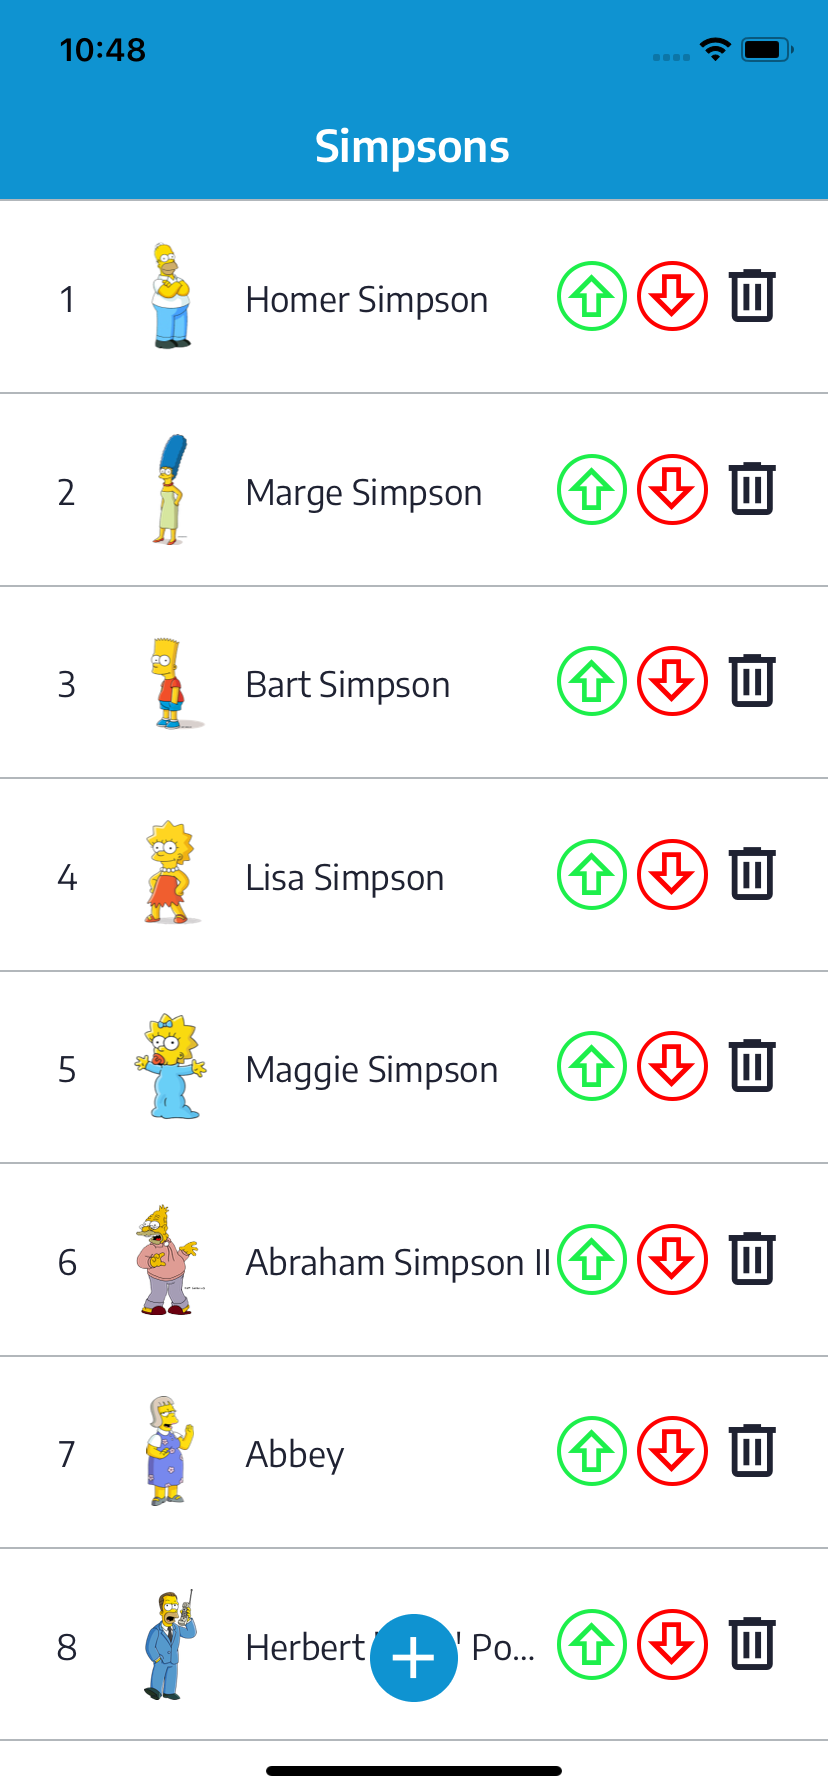 10:48
Simpsons
1 Homer Simpson
2 Marge Simpson
3 Bart Simpson
4 Lisa Simpson
5 Maggie Simpson
6 Abraham Simpson II
7 Abbey
8 Herbert ' Po...